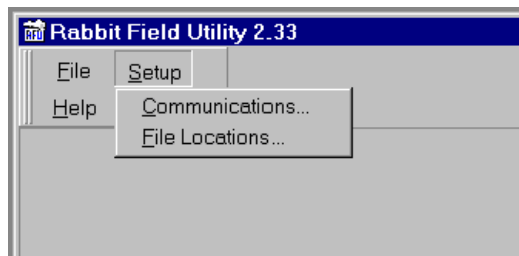 RFU Rabbit Field Utility 2.33
File Setup
Help Communications...
File Locations...